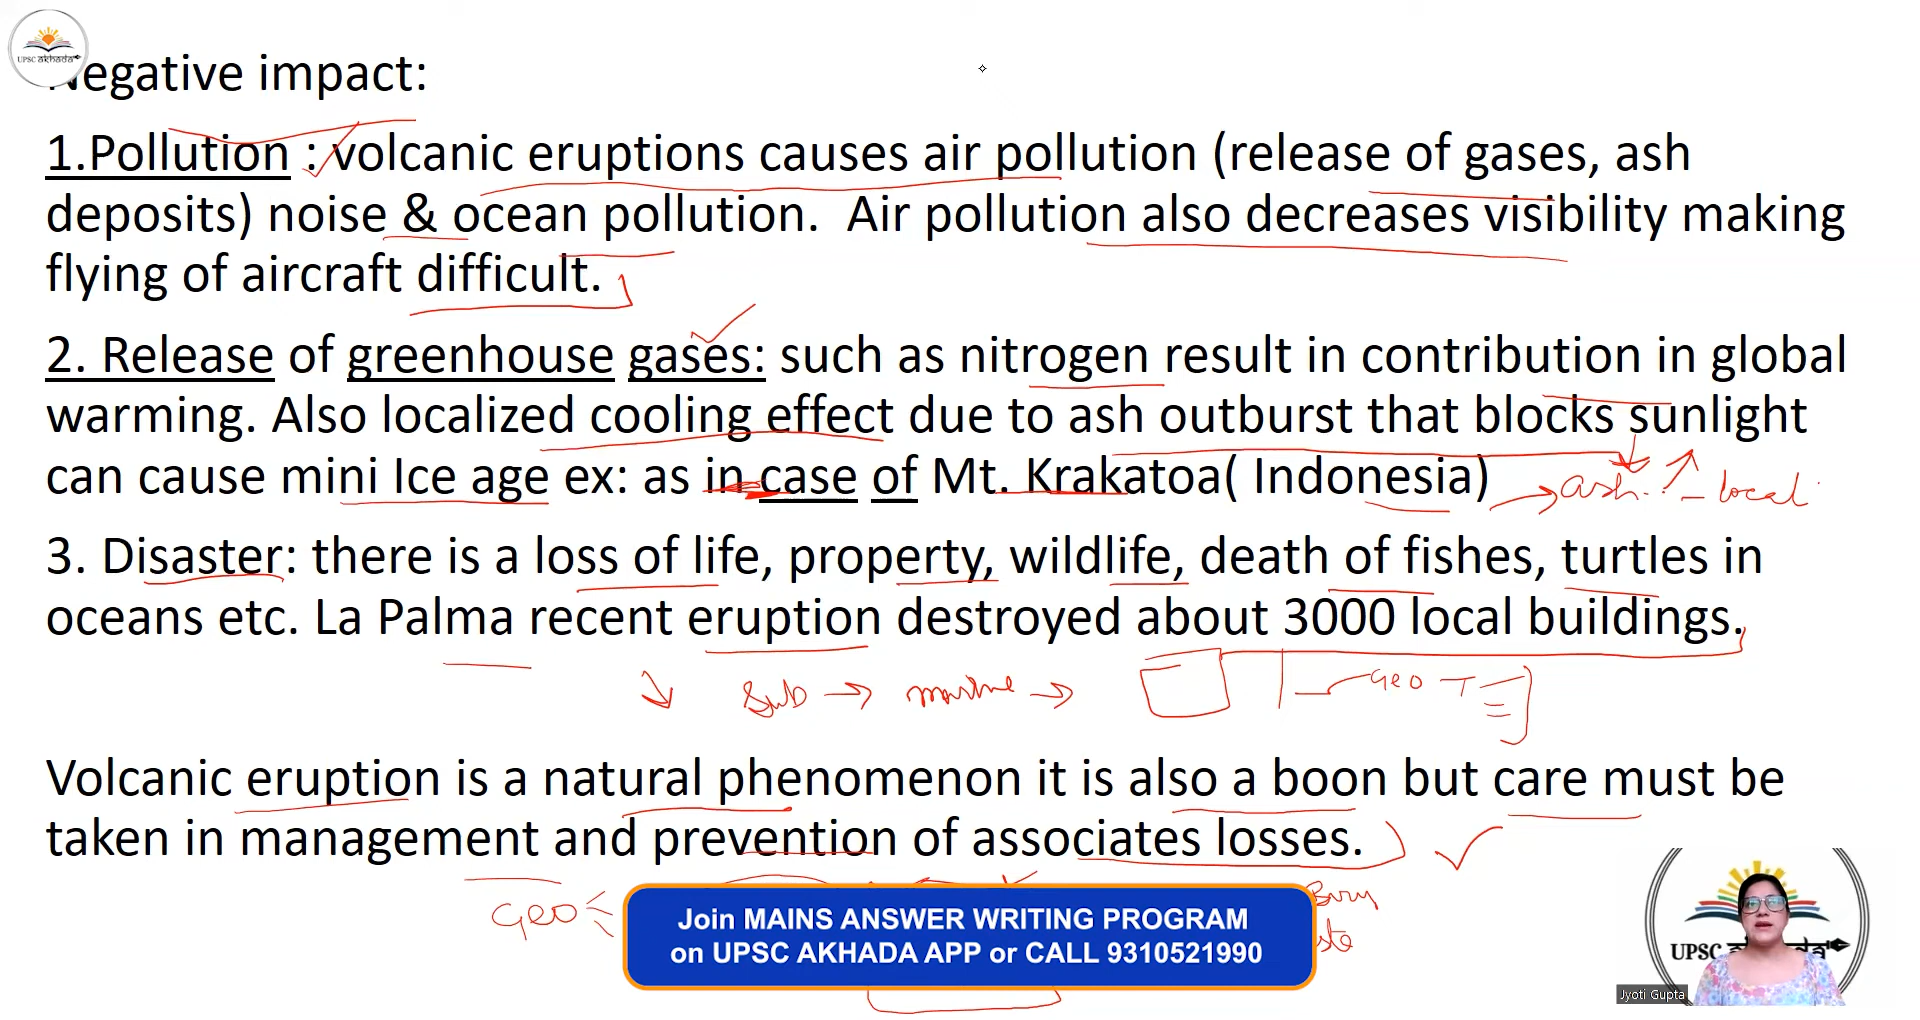 UPSC akhada
Negative impact:
1.Pollution : volcanic eruptions causes air pollution (release of gases, ash
deposits) noise & ocean pollution. Air pollution also decreases visibility making
flying of aircraft difficult.
2. Release of greenhouse gases: such as nitrogen result in contribution in global
warming. Also localized cooling effect due to ash outburst that blocks sunlight
can cause mini Ice age ex: as in case of Mt. Krakatoa( Indonesia)
ash. - local
3. Disaster: there is a loss of life, property, wildlife, death of fishes, turtles in
oceans etc. La Palma recent eruption destroyed about 3000 local buildings.
Sub marine Geo T
Volcanic eruption is a natural phenomenon it is also a boon but care must be
taken in management and prevention of associates losses.
Geo
Join MAINS ANSWER WRITING PROGRAM
on UPSC AKHADA APP or CALL 9310521990
UPSC
Jyoti Gupta